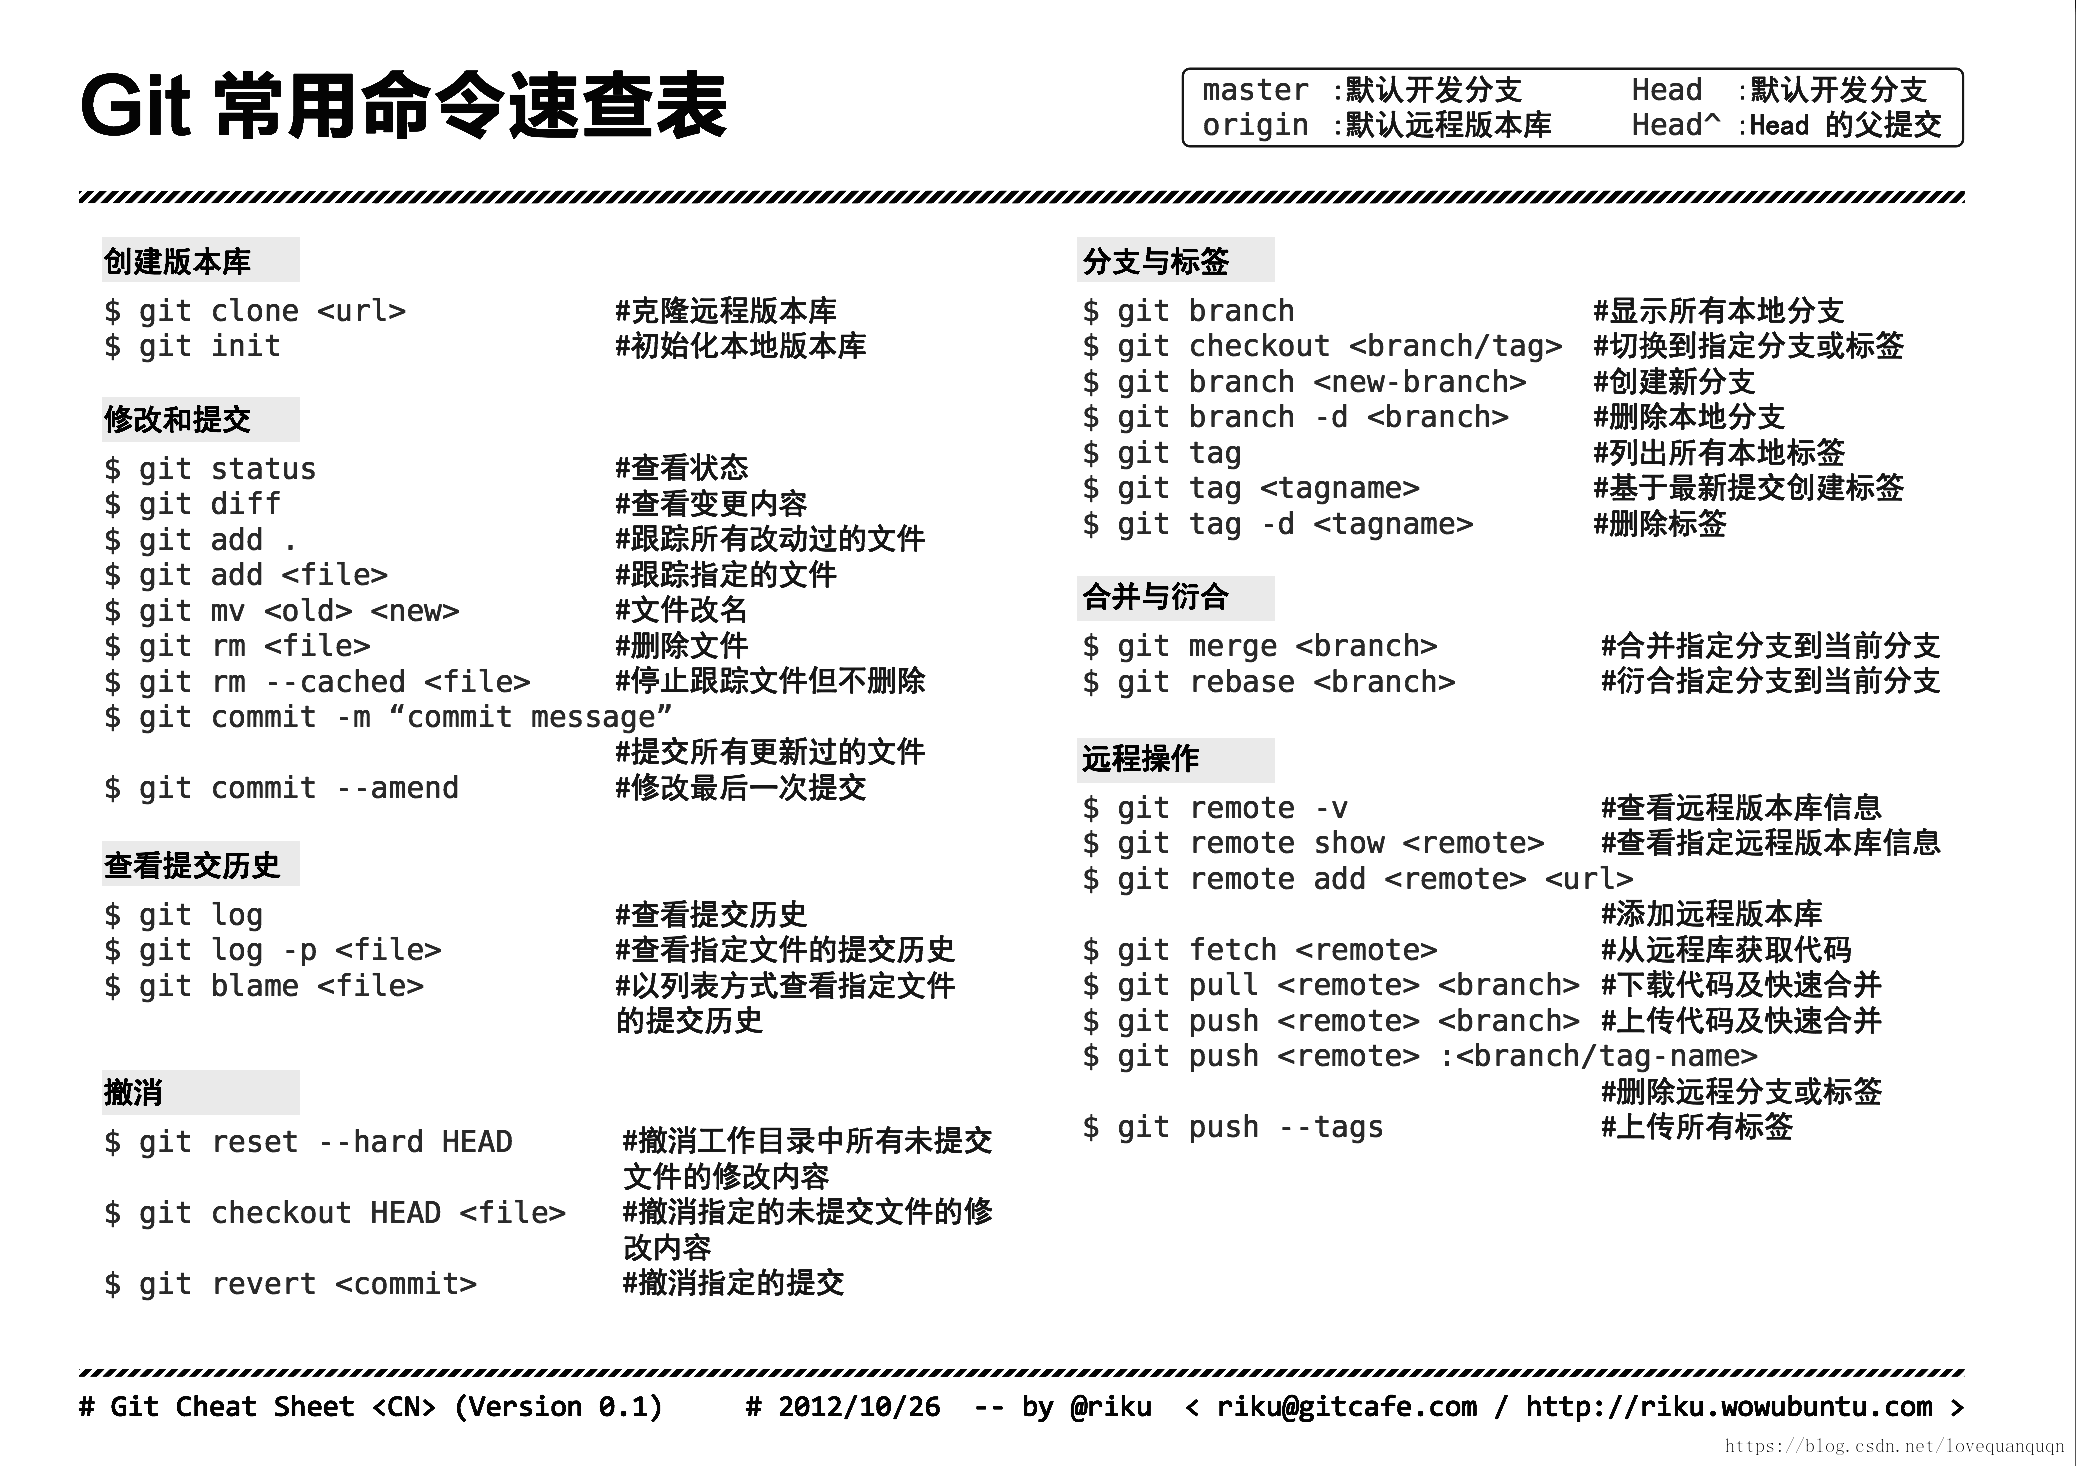 Git 常用命令速查表
master :默认开发分支 Head :默认开发分支
origin :默认远程版本库 Head^ :Head 的父提交
创建版本库
$ git clone <url> #克隆远程版本库
$ git init #初始化本地版本库
修改和提交
$ git status #查看状态
$ git diff #查看变更内容
$ git add . #跟踪所有改动过的文件
$ git add <file> #跟踪指定的文件
$ git mv <old> <new> #文件改名
$ git rm <file> #删除文件
$ git rm --cached <file> #停止跟踪文件但不删除
$ git commit -m “commit message”
#提交所有更新过的文件
$ git commit --amend #修改最后一次提交
查看提交历史
$ git log #查看提交历史
$ git log -p <file> #查看指定文件的提交历史
$ git blame <file> #以列表方式查看指定文件
的提交历史
撤消
$ git reset --hard HEAD #撤消工作目录中所有未提交
文件的修改内容
$ git checkout HEAD <file> #撤消指定的未提交文件的修
改内容
$ git revert <commit> #撤消指定的提交
分支与标签
$ git branch #显示所有本地分支
$ git checkout <branch/tag> #切换到指定分支或标签
$ git branch <new-branch> #创建新分支
$ git branch -d <branch> #删除本地分支
$ git tag #列出所有本地标签
$ git tag <tagname> #基于最新提交创建标签
$ git tag -d <tagname> #删除标签
合并与衍合
$ git merge <branch> #合并指定分支到当前分支
$ git rebase <branch> #衍合指定分支到当前分支
远程操作
$ git remote -v #查看远程版本库信息
$ git remote show <remote> #查看指定远程版本库信息
$ git remote add <remote> <url>
#添加远程版本库
$ git fetch <remote> #从远程库获取代码
$ git pull <remote> <branch> #下载代码及快速合并
$ git push <remote> <branch> #上传代码及快速合并
$ git push <remote> :<branch/tag-name>
#删除远程分支或标签
$ git push --tags #上传所有标签
# Git Cheat Sheet <CN> (Version 0.1) # 2012/10/26 -- by @riku < riku@gitcafe.com / http://riku.wowubuntu.com >
https://blog.csdn.net/lovequanquqn